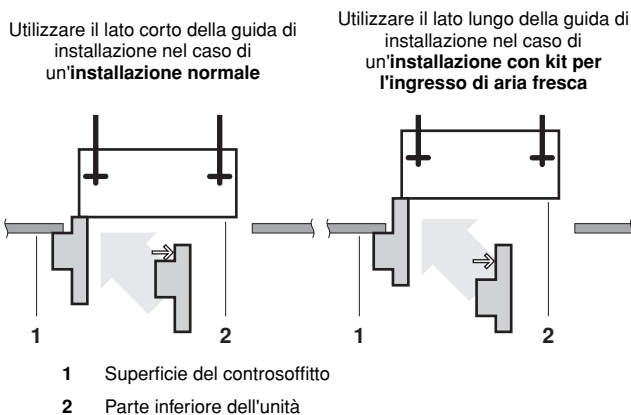 Utilizzare il lato corto della guida di
installazione nel caso di
un'installazione normale
Utilizzare il lato lungo della guida di
installazione nel caso di
un'installazione con kit per
l'ingresso di aria fresca
1
2
1
2
1 Superficie del controsoffitto
2 Parte inferiore dell'unità